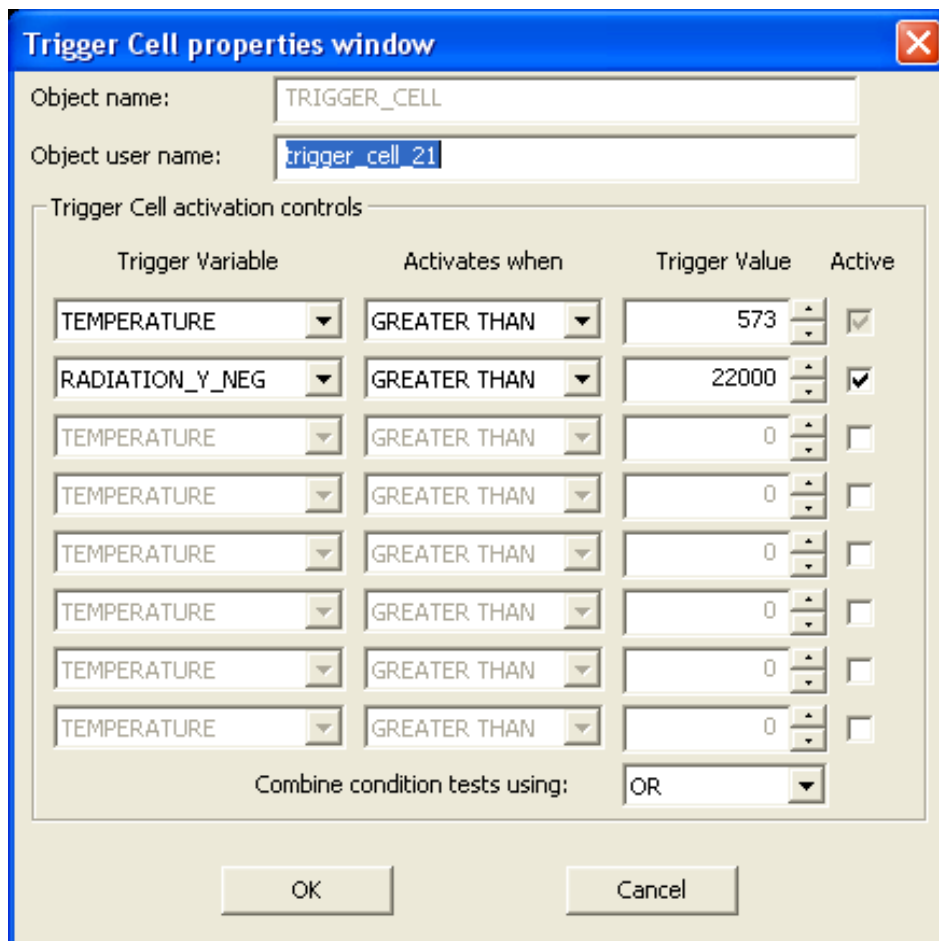 Trigger Cell properties window
Object name: TRIGGER_CELL
Object user name: trigger_cell_21
Trigger Cell activation controls
Trigger Variable Activates when Trigger Value Active
TEMPERATURE GREATER THAN 573
RADIATION_Y_NEG GREATER THAN 22000
TEMPERATURE GREATER THAN 0
TEMPERATURE GREATER THAN 0
TEMPERATURE GREATER THAN 0
TEMPERATURE GREATER THAN 0
TEMPERATURE GREATER THAN 0
TEMPERATURE GREATER THAN 0
Combine condition tests using: OR
OK Cancel